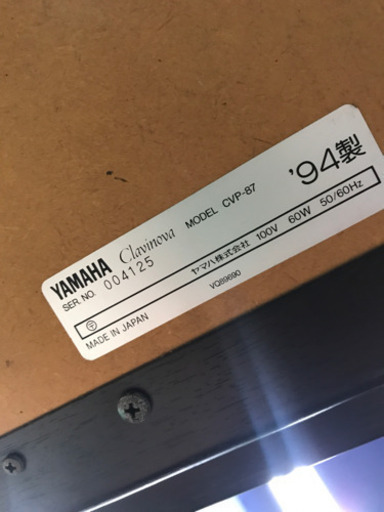 YAMAHA Clavinova MODEL CVP-87 '94製
SER. NO. 004125
〒 ヤマハ株式会社 100V 60W 50/60Hz
MADE IN JAPAN VQ89690